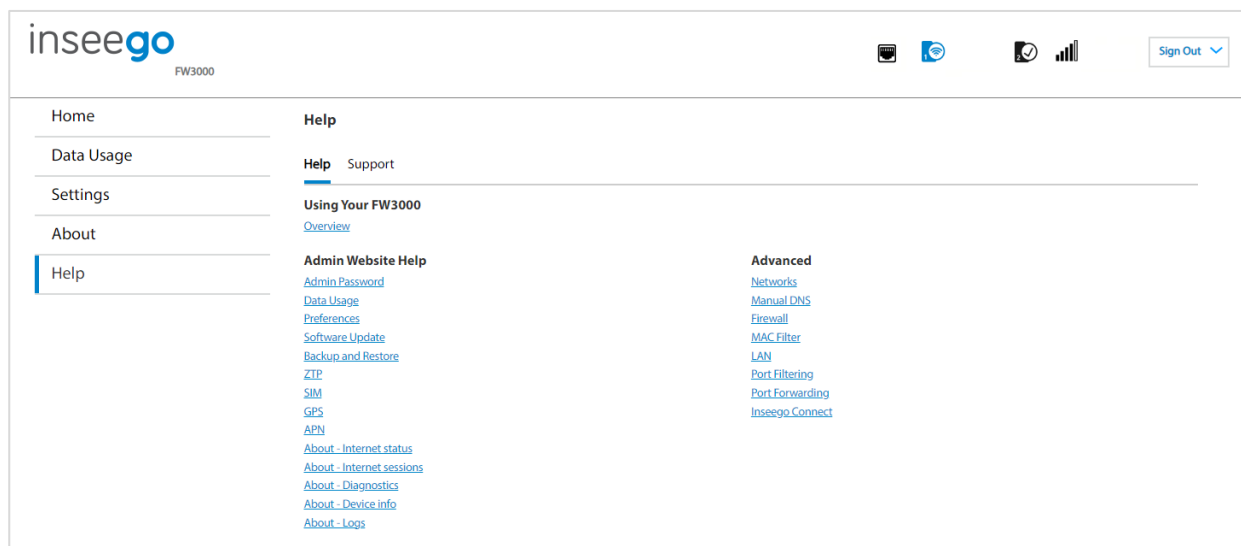 inseego
FW3000
1
2
Sign Out
Home
Data Usage
Settings
About
Help
Help
Help Support
Using Your FW3000
Overview
Admin Website Help
Admin Password
Data Usage
Preferences
Software Update
Backup and Restore
ZTP
SIM
GPS
APN
About - Internet status
About - Internet sessions
About - Diagnostics
About - Device info
About - Logs
Advanced
Networks
Manual DNS
Firewall
MAC Filter
LAN
Port Filtering
Port Forwarding
Inseego Connect